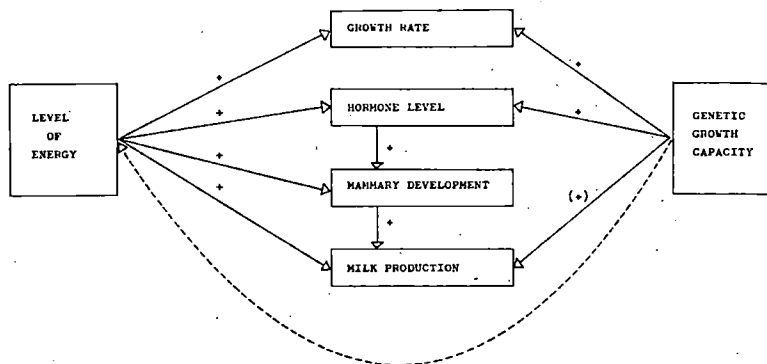 GROWTH RATE
+
+
LEVEL
OF
ENERGY
+
HORMONE LEVEL
+
GENETIC
GROWTH
CAPACITY
+
+
MAMMARY DEVELOPMENT
+
(+)
+
MILK PRODUCTION